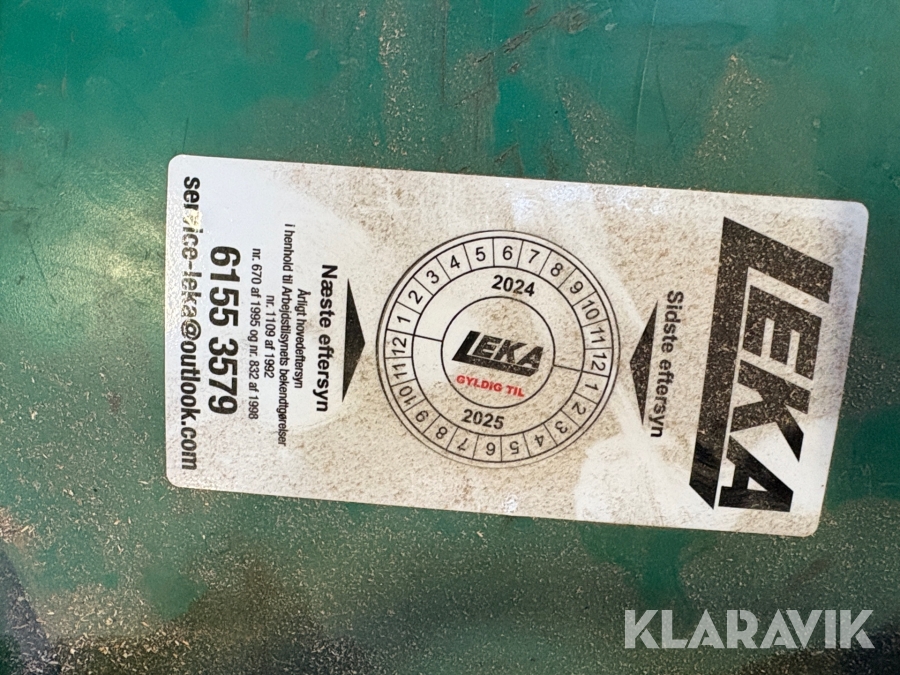 LEKA
Sidste eftersyn
2024
1 2 3 4 5 6 7 8 9 10 11 12
LEKA
GYLDIG TIL
2025
1 2 3 4 5 6 7 8 9 10 11 12
Næste eftersyn
Årligt hovedeftersyn
i henhold til Arbejdstilsynets bekendtgørelser
nr. 1109 af 1992
nr. 670 af 1995 og nr. 832 af 1998
6155 3579
service-leka@outlook.com
KLARAVIK